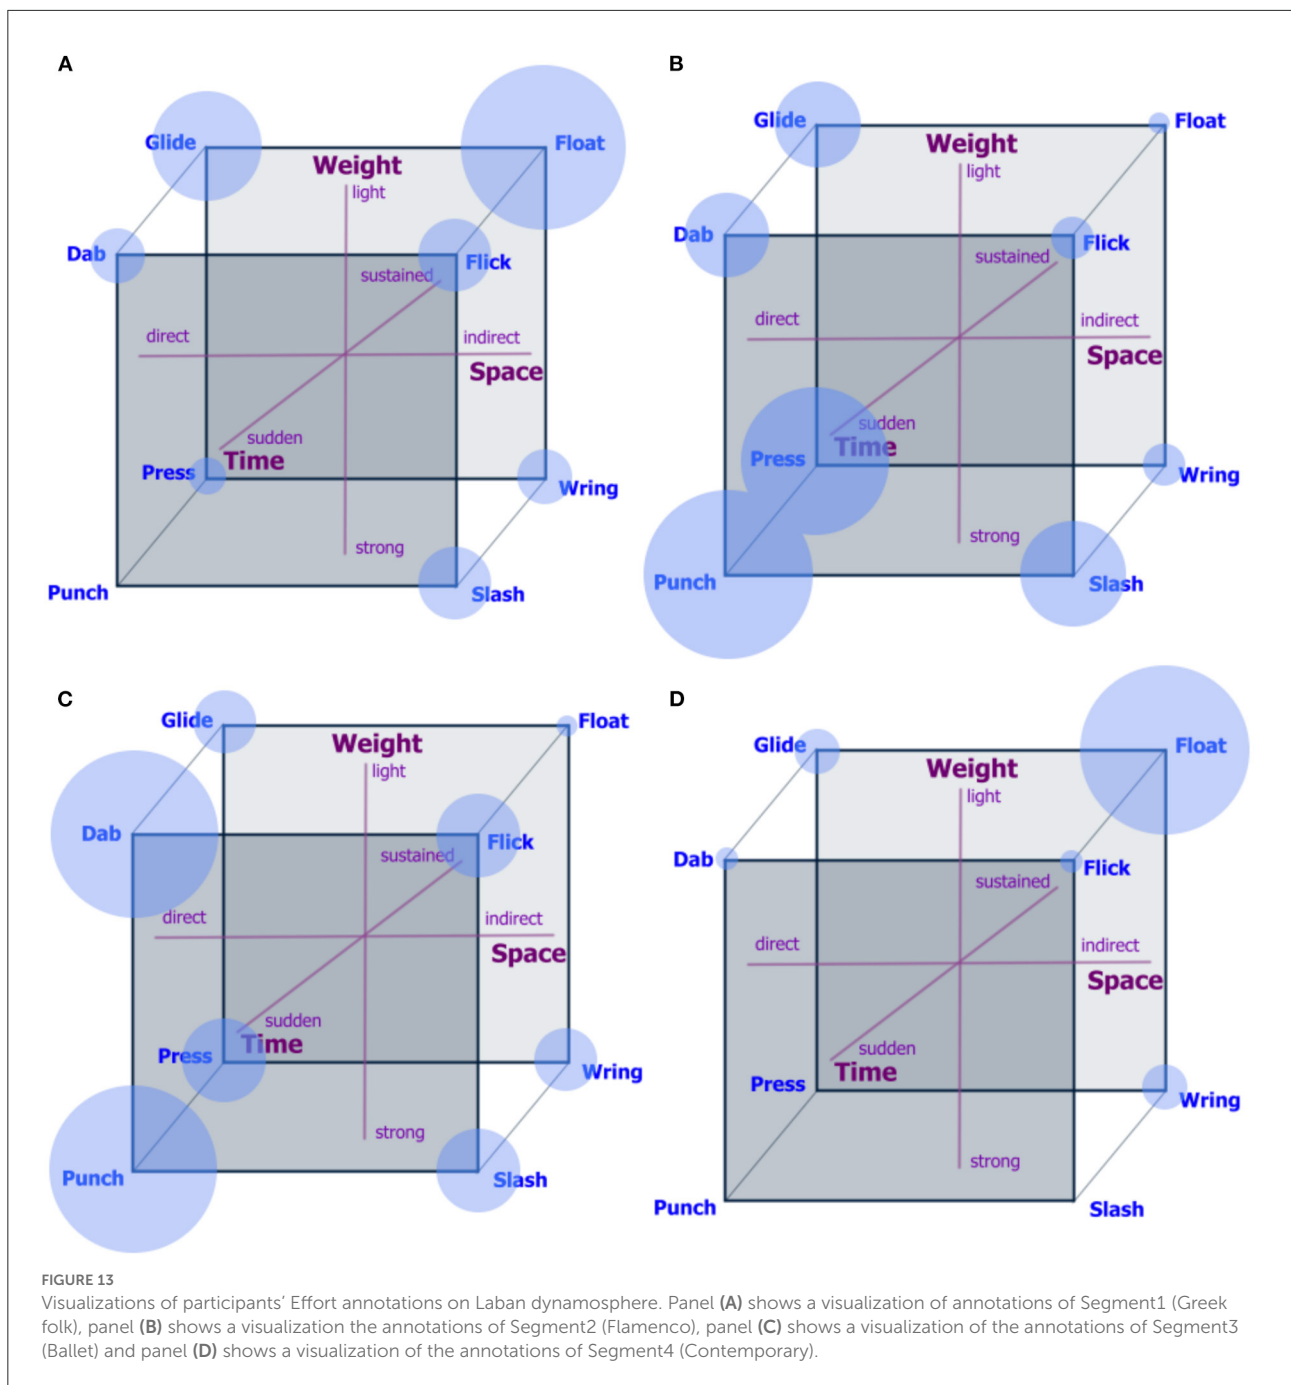 A
Glide
Float
Weight
light
Dab
Flick
sustained
direct
indirect
Space
sudden
Time
Press
Wring
strong
Punch
Slash
B
Glide
Float
Weight
light
Dab
Flick
sustained
direct
indirect
Space
sudden
Time
Press
Wring
strong
Punch
Slash
C
Glide
Float
Weight
light
Dab
Flick
sustained
direct
indirect
Space
sudden
Time
Press
Wring
strong
Punch
Slash
D
Glide
Float
Weight
light
Dab
Flick
sustained
direct
indirect
Space
sudden
Time
Press
Wring
strong
Punch
Slash
FIGURE 13
Visualizations of participants’ Effort annotations on Laban dynamosphere. Panel (A) shows a visualization of annotations of Segment1 (Greek
folk), panel (B) shows a visualization the annotations of Segment2 (Flamenco), panel (C) shows a visualization of the annotations of Segment3
(Ballet) and panel (D) shows a visualization of the annotations of Segment4 (Contemporary).